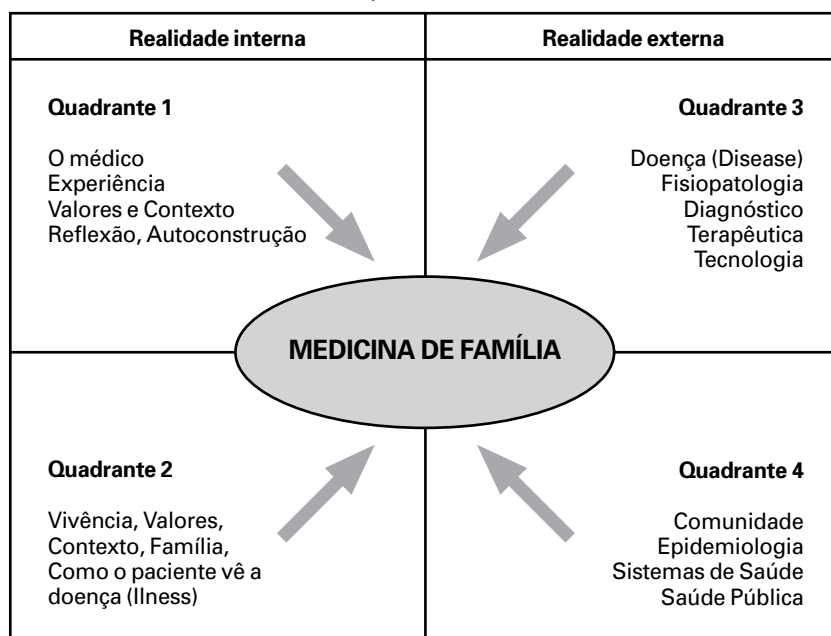 Realidade interna
Realidade externa
Quadrante 1
O médico
Experiência
Valores e Contexto
Reflexão, Autoconstrução
Quadrante 3
Doença (Disease)
Fisiopatologia
Diagnóstico
Terapêutica
Tecnologia
MEDICINA DE FAMÍLIA
Quadrante 2
Vivência, Valores,
Contexto, Família,
Como o paciente vê a
doença (Ilness)
Quadrante 4
Comunidade
Epidemiologia
Sistemas de Saúde
Saúde Pública